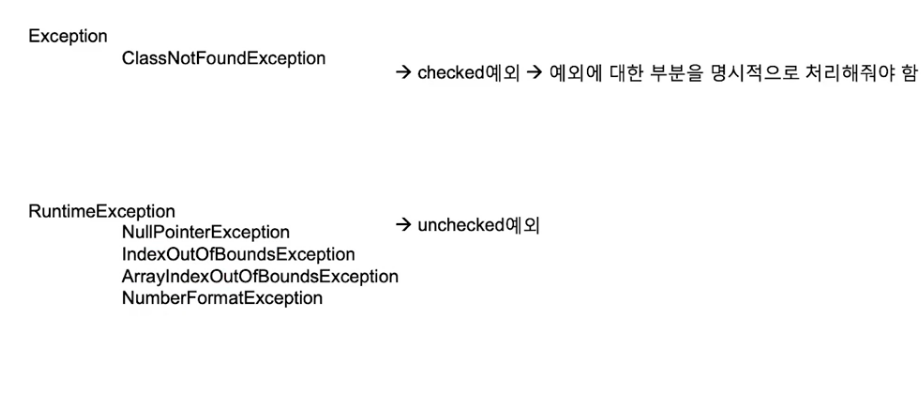 Exception
ClassNotFoundException
→ checked예외 → 예외에 대한 부분을 명시적으로 처리해줘야 함
RuntimeException
→ unchecked예외
NullPointerException
IndexOutOfBoundsException
ArrayIndexOutOfBoundsException
NumberFormatException